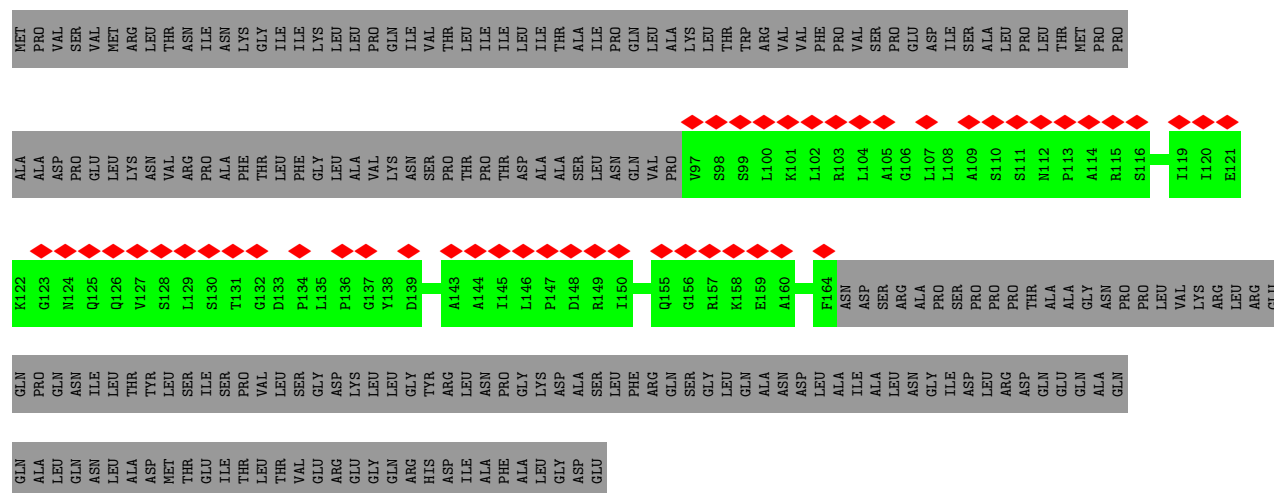 MET PRO VAL SER VAL MET ARG LEU THR ASN ILE ASN LYS GLY ILE ILE LYS LEU LEU PRO GLN ILE VAL THR LEU ILE ILE LEU ILE THR ALA ILE PRO GLN LEU ALA LYS LEU THR TRP ARG VAL VAL PHE PRO VAL SER PRO GLU ASP ILE SER ALA LEU PRO LEU THR MET PRO PRO
ALA ALA ASP PRO GLU LEU LYS ASN VAL ARG PRO ALA PHE THR LEU PHE GLY LEU ALA VAL LYS ASN SER PRO THR PRO THR ASP ALA ALA SER LEU ASN GLN VAL PRO V97 S98 S99 L100 K101 L102 R103 L104 A105 G106 L107 L108 A109 S110 S111 N112 P113 A114 R115 S116 I119 I120 E121
K122 G123 N124 Q125 Q126 V127 S128 L129 S130 T131 G132 D133 P134 L135 P136 G137 Y138 D139 A143 A144 I145 L146 P147 D148 R149 I150 Q155 G156 R157 K158 E159 A160 F164 ASN ASP SER ARG ALA PRO SER PRO PRO PRO THR ALA ALA GLY ASN PRO PRO LEU VAL LYS ARG LEU ARG GLU
GLN PRO GLN ASN ILE LEU THR TYR LEU SER ILE SER PRO VAL LEU SER GLY ASP LYS LEU LEU GLY TYR ARG LEU ASN PRO GLY LYS ASP ALA SER LEU PHE ARG GLN SER GLY LEU GLN ALA ASN ASP LEU ALA ILE ALA LEU ASN GLY ILE ASP LEU ARG ASP GLN GLU GLN ALA GLN
GLN ALA LEU GLN ASN LEU ALA ASP MET THR GLU ILE THR LEU THR VAL GLU ARG GLU GLY GLN ARG HIS ASP ILE ALA PHE ALA LEU GLY ASP GLU